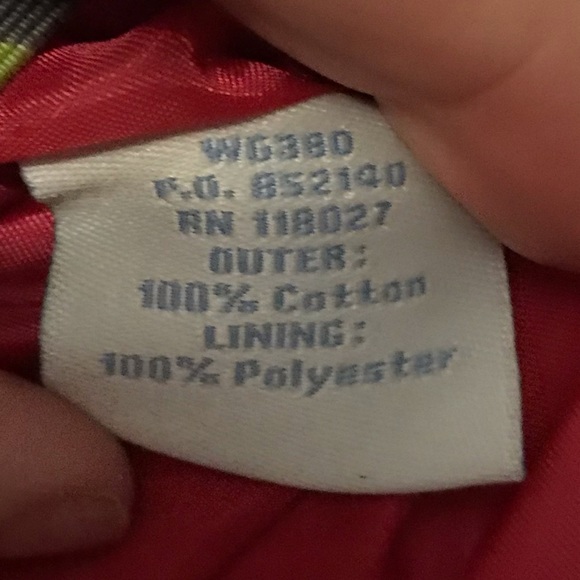 WG380
P.O. 852140
RN 118027
OUTER:
100% Cotton
LINING:
100% Polyester